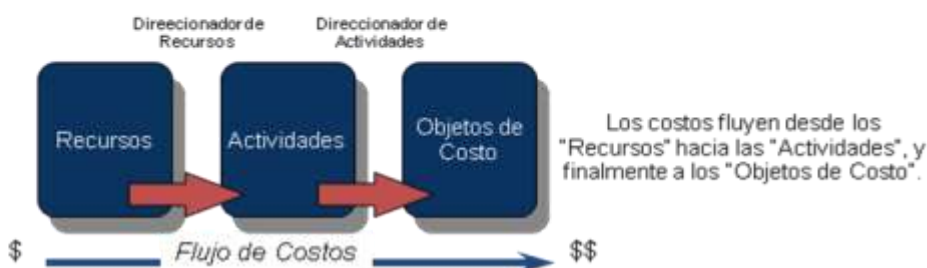 Direecionador de
Recursos
Direccionador de
Actividades
Recursos
Actividades
Objetos de
Costo
Los costos fluyen desde los
"Recursos" hacia las "Actividades", y
finalmente a los "Objetos de Costo".
$ Flujo de Costos $$